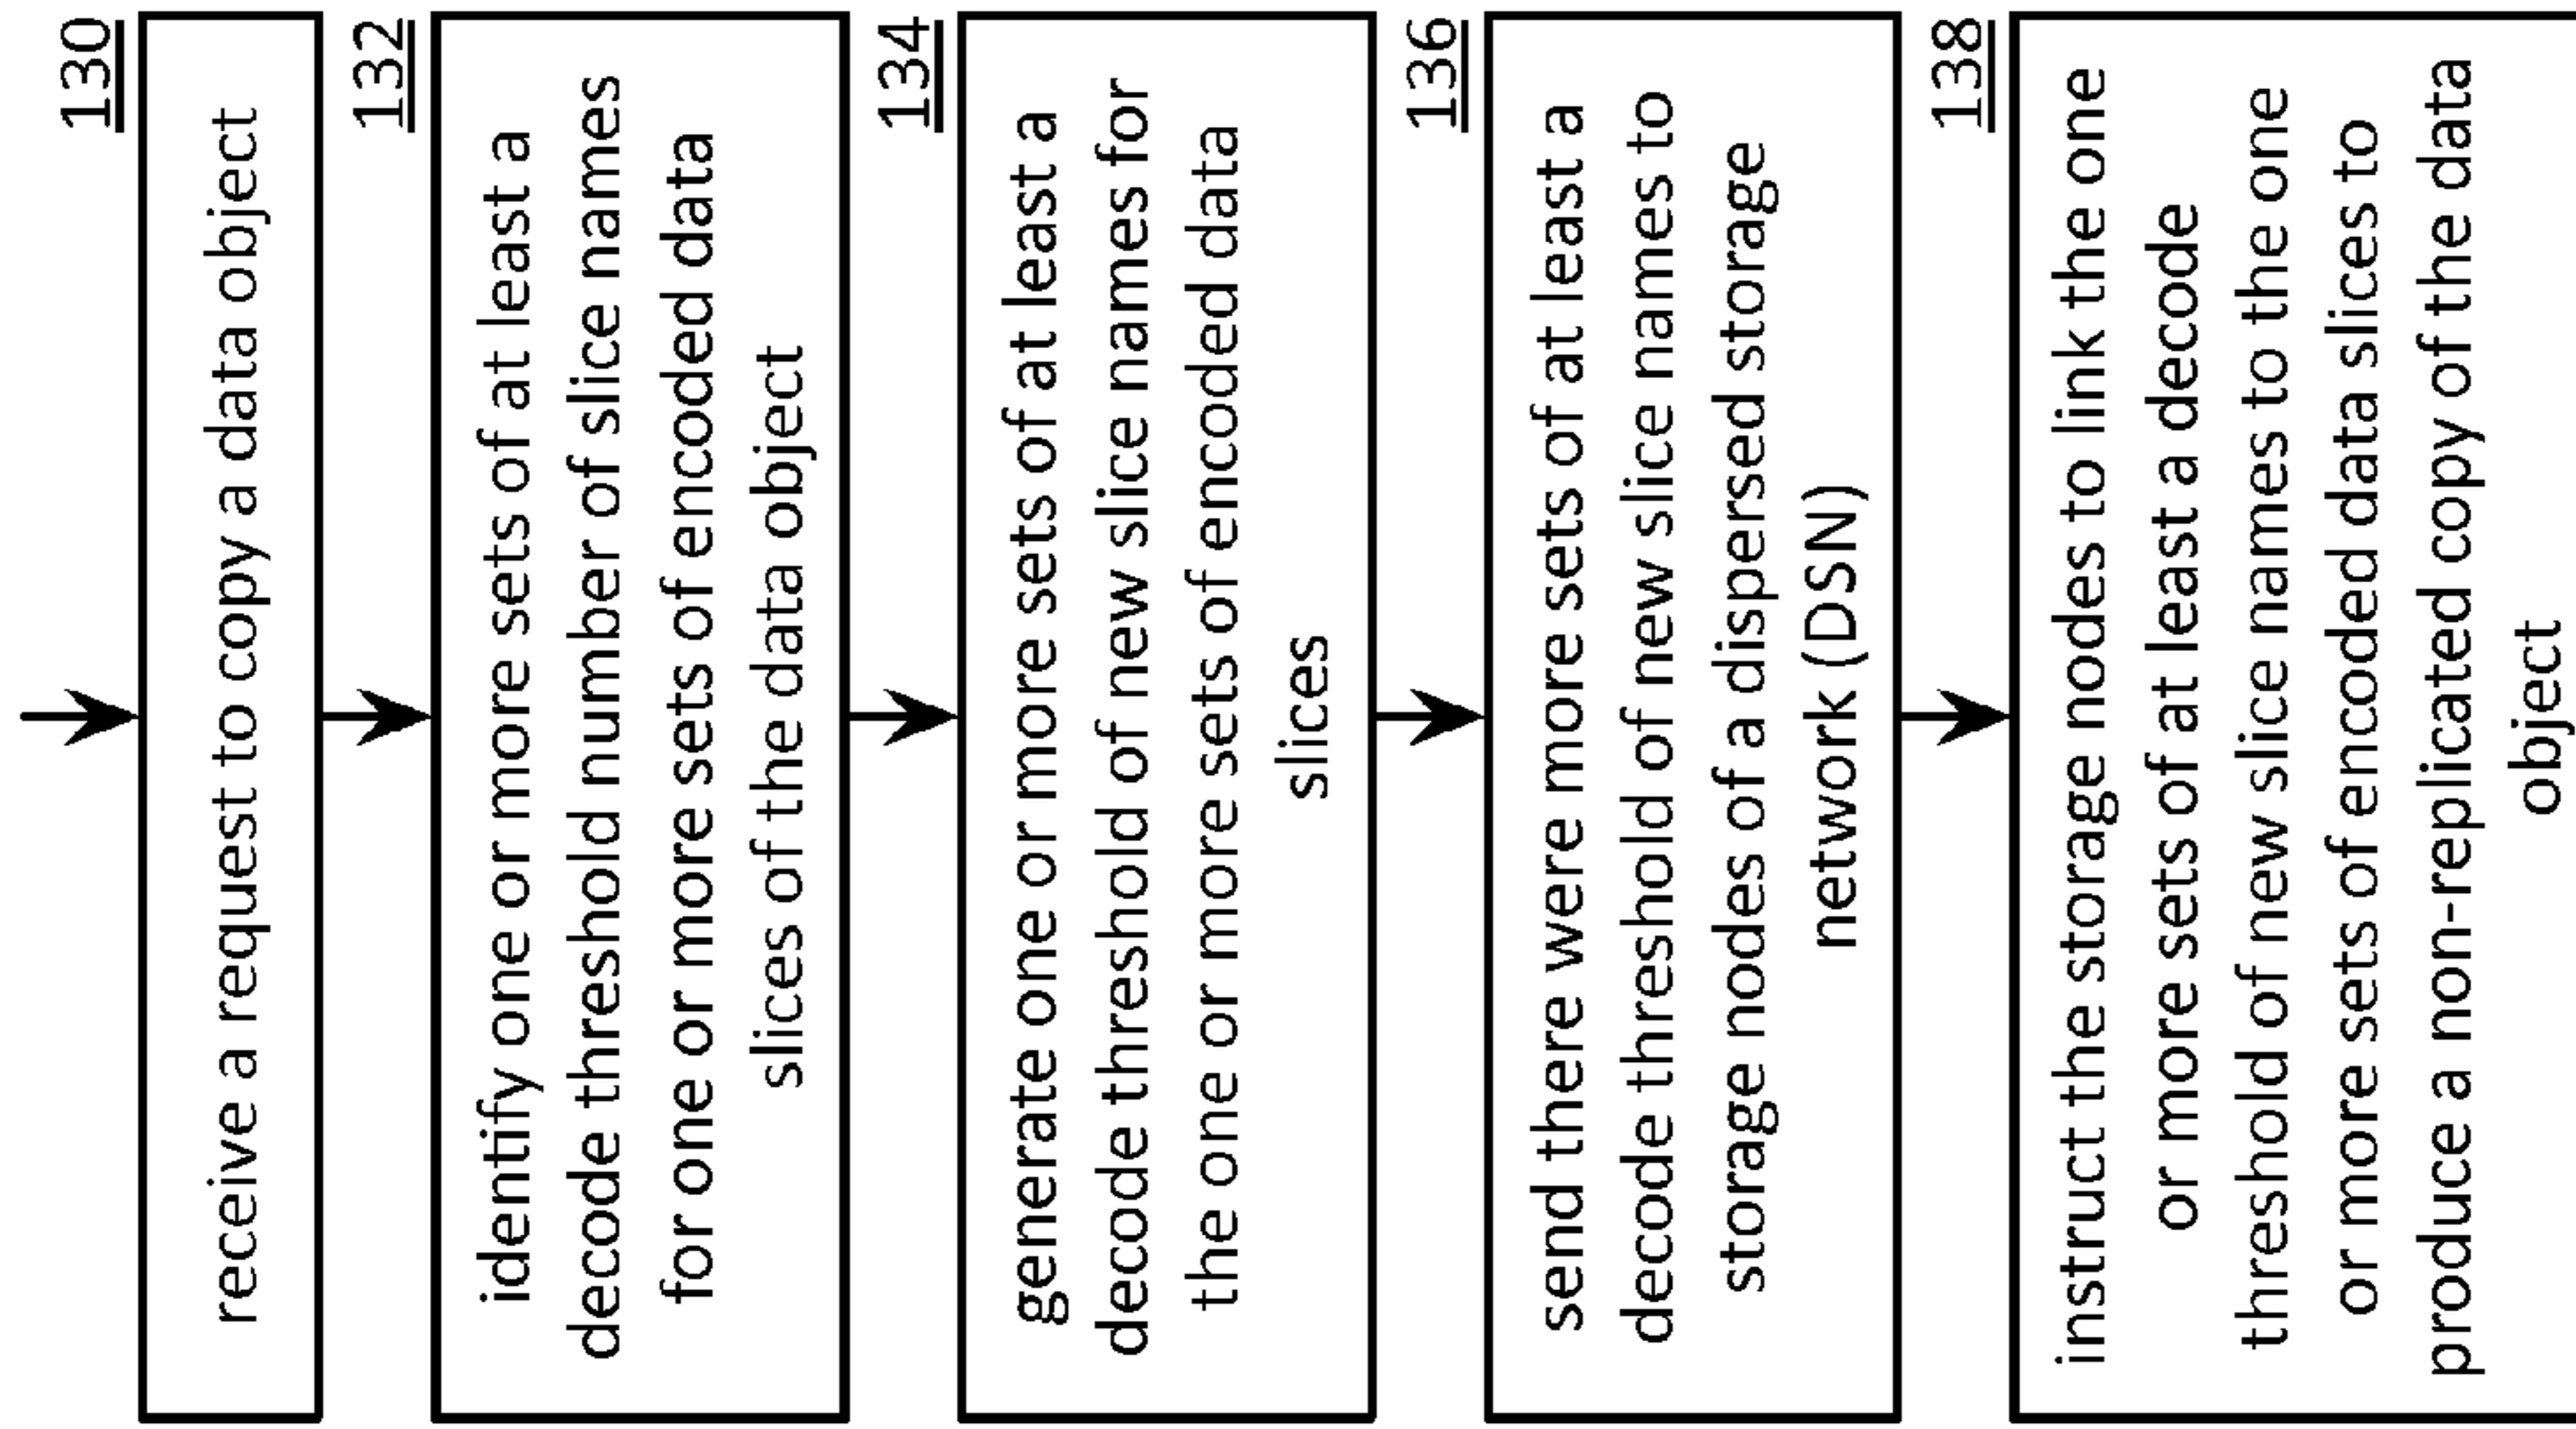 130
receive a request to copy a data object
132
identify one or more sets of at least a
decode threshold number of slice names
for one or more sets of encoded data
slices of the data object
134
generate one or more sets of at least a
decode threshold of new slice names for
the one or more sets of encoded data
slices
136
send there were more sets of at least a
decode threshold of new slice names to
storage nodes of a dispersed storage
network (DSN)
138
instruct the storage nodes to link the one
or more sets of at least a decode
threshold of new slice names to the one
or more sets of encoded data slices to
produce a non-replicated copy of the data
object